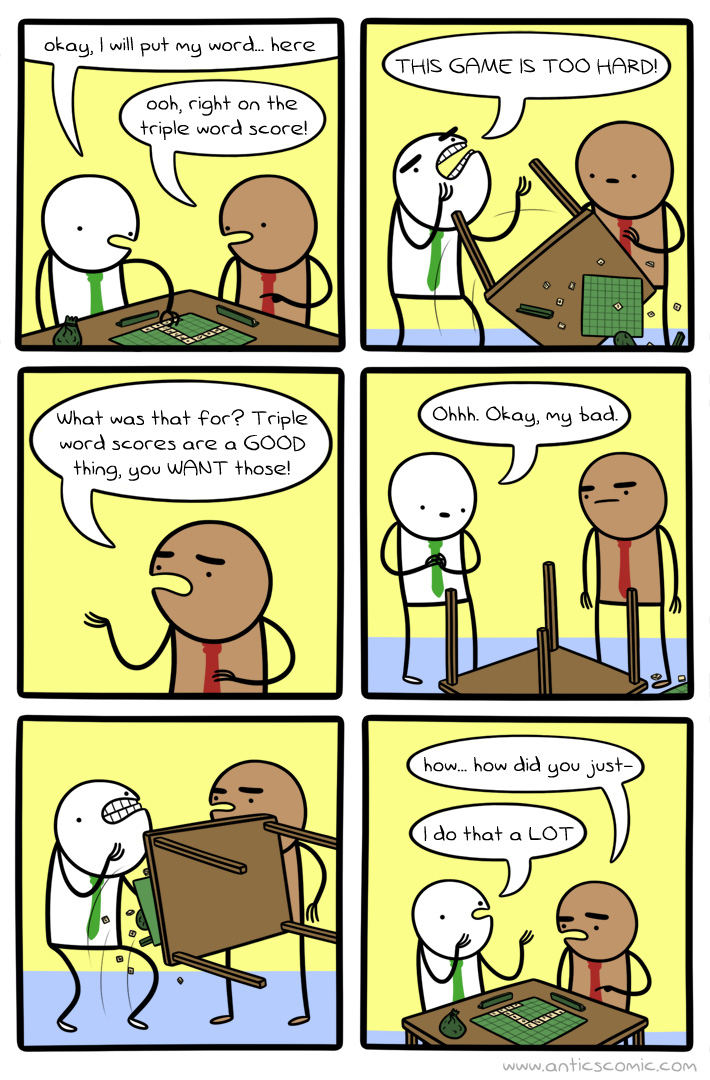 okay, I will put my word... here
ooh, right on the
triple word score!
THIS GAME IS TOO HARD!
What was that for? Triple
word scores are a GOOD
thing, you WANT those!
Ohhh. Okay, my bad.
how... how did you just-
I do that a LOT
www.anticscomic.com